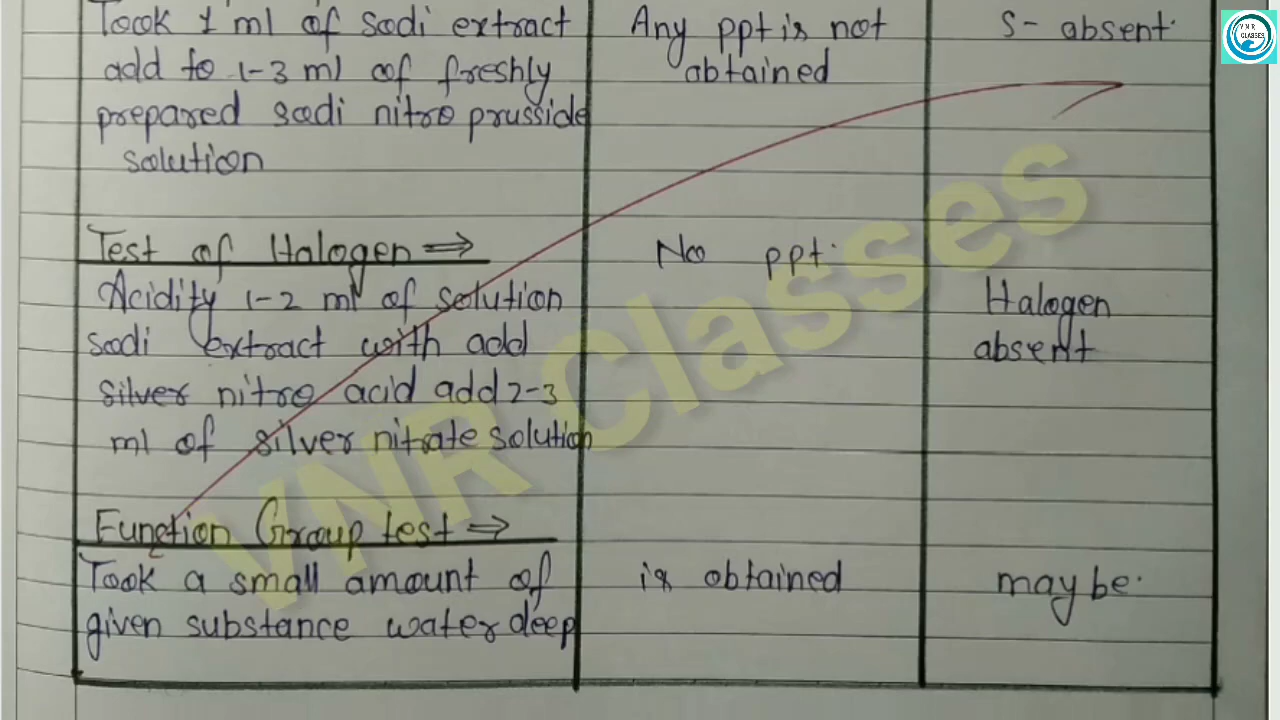 Took 1 ml of sodi extract
add to 1-3 ml of freshly
prepared sodi nitro prusside
solution
Any ppt is not
obtained
S- absent.
Test of Halogen ⇒
Acidity 1-2 ml of solution
sodi extract with add
silver nitro acid add 2-3
ml of silver nitrate solution
No ppt.
Halogen
absent
Function Group test ⇒
Took a small amount of
given substance water deep
is obtained
may be.
VNR Classes
VNR
CLASSES